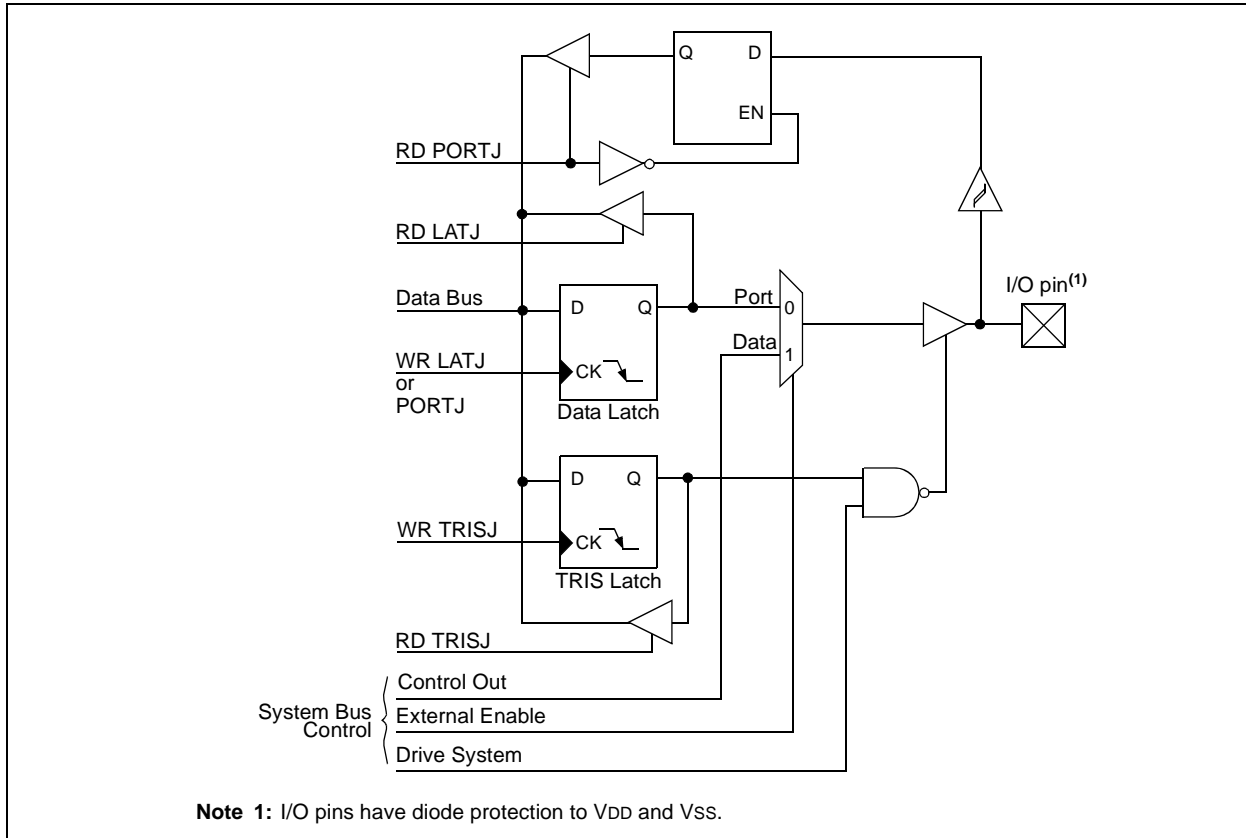 Q D
EN
RD PORTJ
RD LATJ
I/O pin(1)
Data Bus
D Q
Port 0
Data 1
WR LATJ
or
PORTJ
CK
Data Latch
D Q
WR TRISJ
CK
TRIS Latch
RD TRISJ
Control Out
System Bus
Control
External Enable
Drive System
Note 1: I/O pins have diode protection to VDD and VSS.